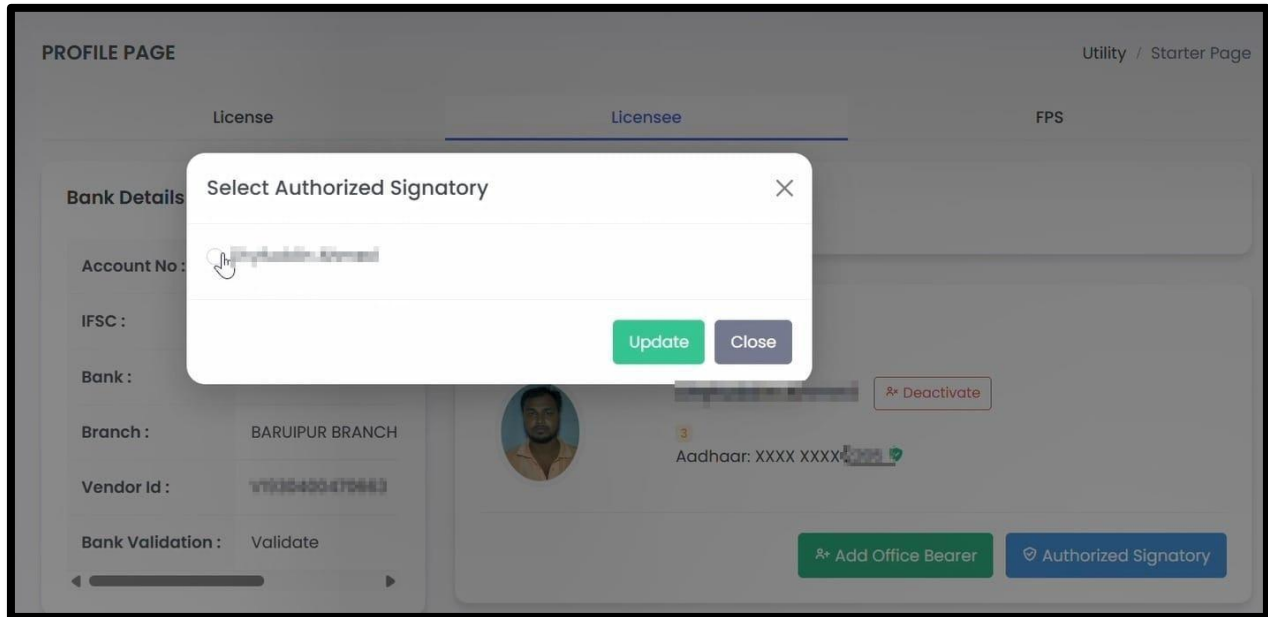 PROFILE PAGE
Utility / Starter Page
License
Licensee
FPS
Select Authorized Signatory
Update
Close
Bank Details
Account No :
IFSC :
Bank :
Branch : BARUIPUR BRANCH
Vendor Id :
Bank Validation : Validate
Deactivate
3
Aadhaar: XXXX XXXX
Add Office Bearer
Authorized Signatory